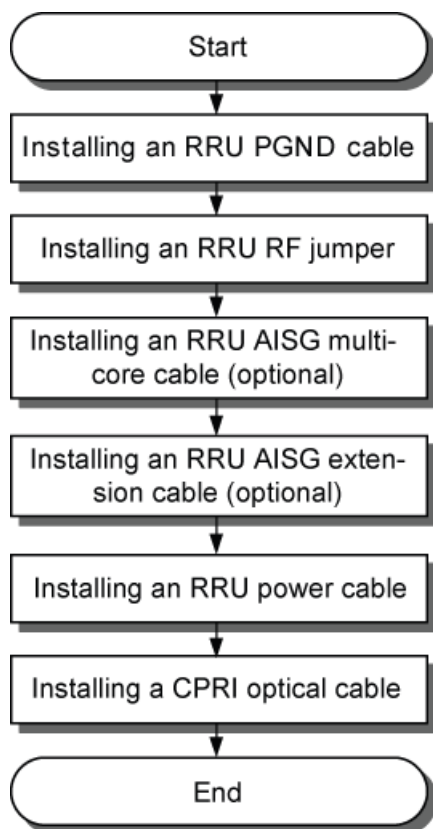 Start
Installing an RRU PGND cable
Installing an RRU RF jumper
Installing an RRU AISG multi-
core cable (optional)
Installing an RRU AISG exten-
sion cable (optional)
Installing an RRU power cable
Installing a CPRI optical cable
End